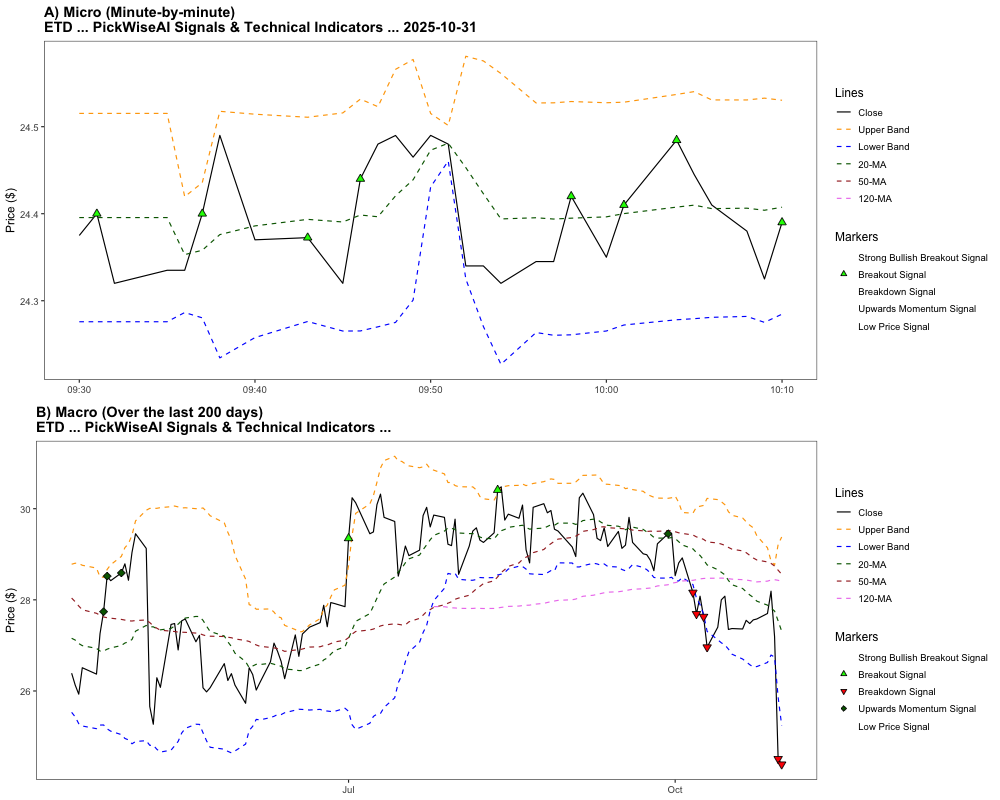 A) Micro (Minute-by-minute)
ETD ... PickWiseAI Signals & Technical Indicators ... 2025-10-31
Price ($)
24.5
24.4
24.3
09:30
09:40
09:50
10:00
10:10
Lines
Close
Upper Band
Lower Band
20-MA
50-MA
120-MA
Markers
Strong Bullish Breakout Signal
Breakout Signal
Breakdown Signal
Upwards Momentum Signal
Low Price Signal
B) Macro (Over the last 200 days)
ETD ... PickWiseAI Signals & Technical Indicators ...
Price ($)
30
28
26
Jul
Oct
Lines
Close
Upper Band
Lower Band
20-MA
50-MA
120-MA
Markers
Strong Bullish Breakout Signal
Breakout Signal
Breakdown Signal
Upwards Momentum Signal
Low Price Signal